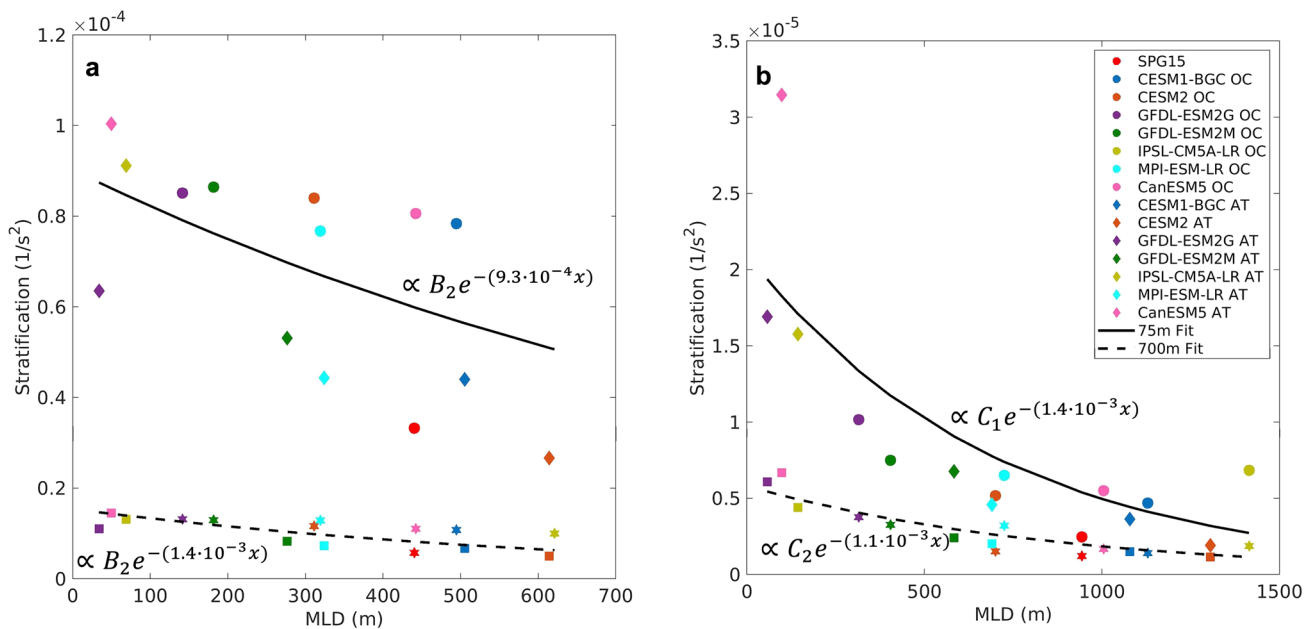 ×10⁻⁴
1.2
1
0.8
0.6
0.4
0.2
0
Stratification (1/s²)
a
∝ B₂e^−(9.3·10⁻⁴x)
∝ B₂e^−(1.4·10⁻³x)
0 100 200 300 400 500 600 700
MLD (m)
×10⁻⁵
3.5
3
2.5
2
1.5
1
0.5
0
Stratification (1/s²)
b
SPG15
CESM1-BGC OC
CESM2 OC
GFDL-ESM2G OC
GFDL-ESM2M OC
IPSL-CM5A-LR OC
MPI-ESM-LR OC
CanESM5 OC
CESM1-BGC AT
CESM2 AT
GFDL-ESM2G AT
GFDL-ESM2M AT
IPSL-CM5A-LR AT
MPI-ESM-LR AT
CanESM5 AT
75m Fit
700m Fit
∝ C₁e^−(1.4·10⁻³x)
∝ C₂e^−(1.1·10⁻³x)
0 500 1000 1500
MLD (m)